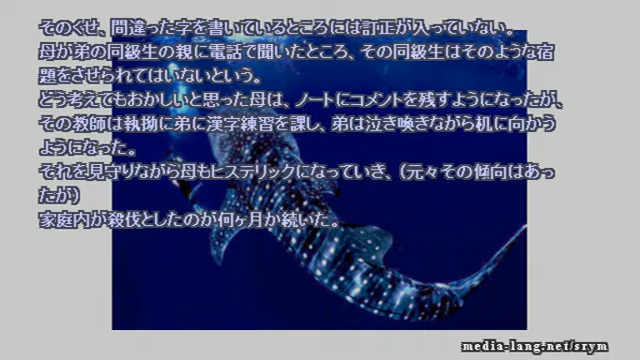 そのくせ、間違った字を書いているところには訂正が入っていない。
母が弟の同級生の親に電話で聞いたところ、その同級生はそのような宿
題をさせられてはいないという。
どう考えてもおかしいと思った母は、ノートにコメントを残すようになったが、
その教師は執拗に弟に漢字練習を課し、弟は泣き喚きながら机に向かう
ようになった。
それを見守りながら母もヒステリックになっていき、（元々その傾向はあっ
たが）
家庭内が殺伐としたのが何ヶ月か続いた。
media-lang-net/srym